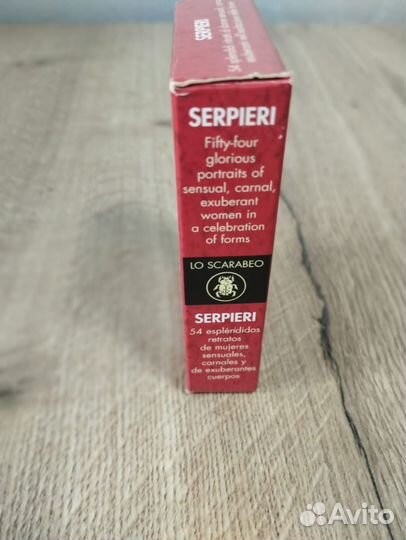 SERPIERI
SERPIERI
Fifty-four
glorious
portraits of
sensual, carnal,
exuberant
women in
a celebration
of forms
LO SCARABEO
SERPIERI
54 espléndidos
retratos
de mujeres
sensuales,
carnales y
de exuberantes
cuerpos
Avito